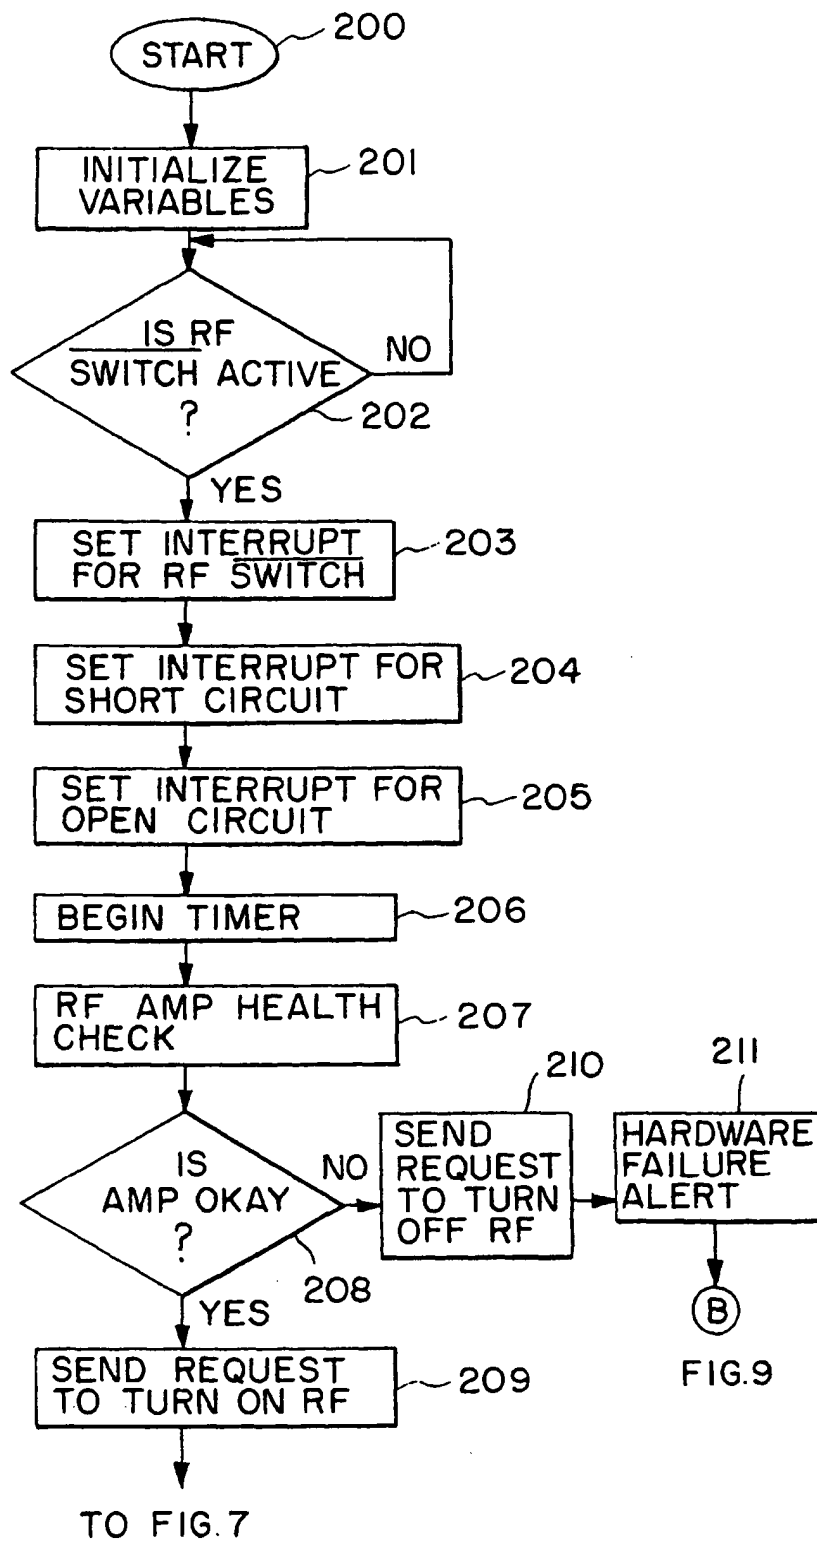 START
200
INITIALIZE
VARIABLES
201
IS RF
SWITCH ACTIVE
?
NO
202
YES
SET INTERRUPT
FOR RF SWITCH
203
SET INTERRUPT FOR
SHORT CIRCUIT
204
SET INTERRUPT FOR
OPEN CIRCUIT
205
BEGIN TIMER
206
RF AMP HEALTH
CHECK
207
IS
AMP OKAY
?
NO
208
210
SEND
REQUEST
TO TURN
OFF RF
211
HARDWARE
FAILURE
ALERT
B
FIG.9
YES
SEND REQUEST
TO TURN ON RF
209
TO FIG.7